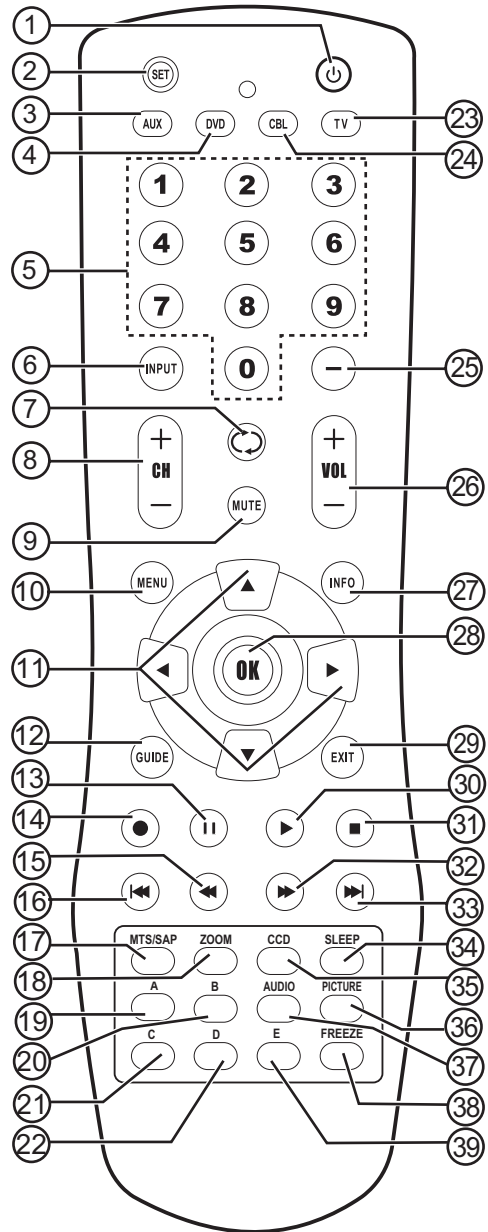 1
2 SET
3 AUX DVD CBL TV 23
4 24
1 2 3
4 5 6
5
7 8 9
6 INPUT 0 − 25
7
8 + CH − + VOL − 26
9 MUTE
10 MENU INFO 27
28
11 OK
12 GUIDE EXIT 29
13 30
14 31
15 32
16 33
17 MTS/SAP ZOOM CCD SLEEP 34
18 35
19 A B AUDIO PICTURE 36
20 37
21 C D E FREEZE 38
22 39